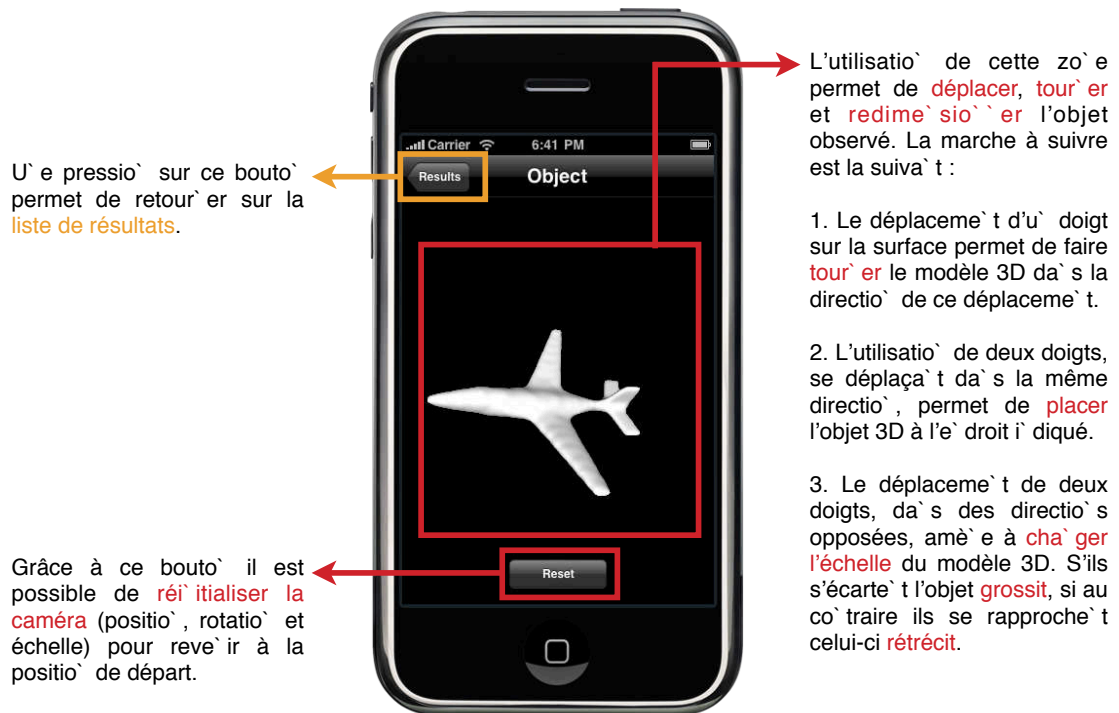 U` e pressio` sur ce bouto`
permet de retour` er sur la
liste de résultats.
Grâce à ce bouto` il est
possible de réi` itialiser la
caméra (positio` , rotatio` et
échelle) pour reve` ir à la
positio` de départ.
Carrier 6:41 PM
Results Object
Reset
L'utilisatio` de cette zo` e
permet de déplacer, tour` er
et redime` sio` ` er l'objet
observé. La marche à suivre
est la suiva` t :
1. Le déplaceme` t d'u` doigt
sur la surface permet de faire
tour` er le modèle 3D da` s la
directio` de ce déplaceme` t.
2. L'utilisatio` de deux doigts,
se déplaça` t da` s la même
directio` , permet de placer
l'objet 3D à l'e` droit i` diqué.
3. Le déplaceme` t de deux
doigts, da` s des directio` s
opposées, amè` e à cha` ger
l'échelle du modèle 3D. S'ils
s'écarte` t l'objet grossit, si au
co` traire ils se rapproche` t
celui-ci rétrécit.